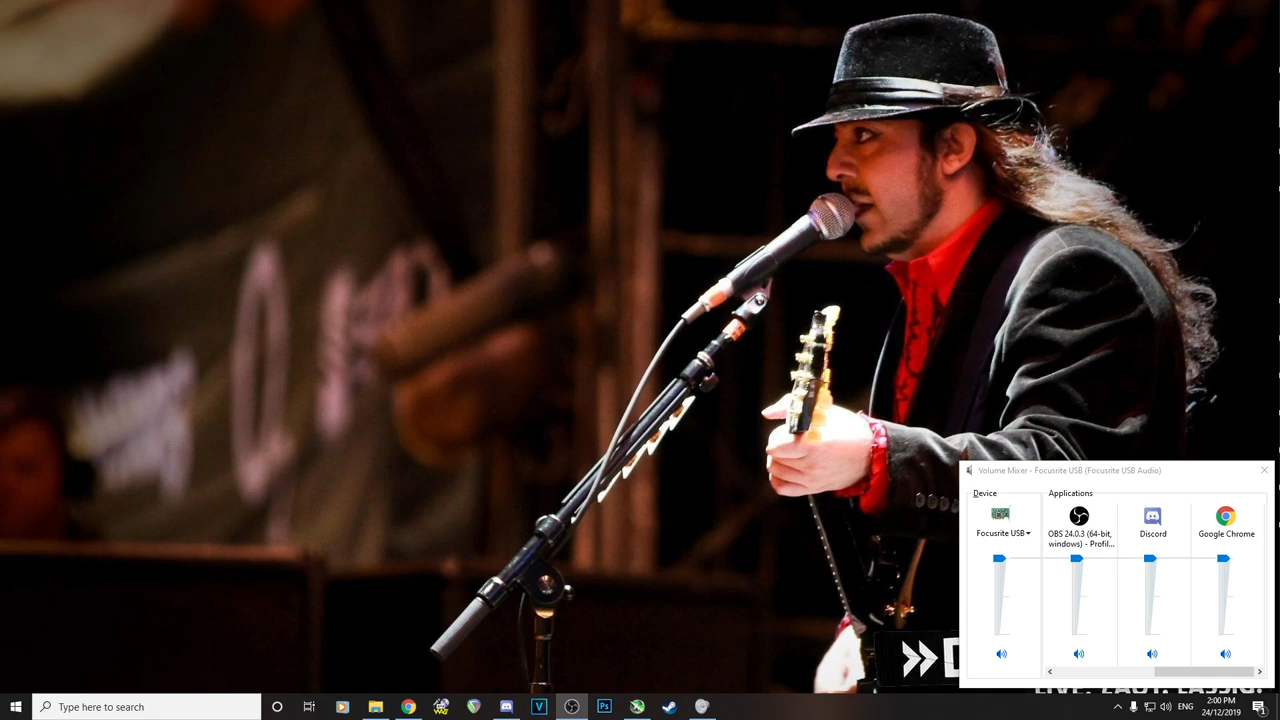 Volume Mixer - Focusrite USB (Focusrite USB Audio)
Device
Applications
Focusrite USB
OBS 24.0.3 (64-bit,
windows) - Profil...
Discord
Google Chrome
Type here to search
ENG
2:00 PM
24/12/2019